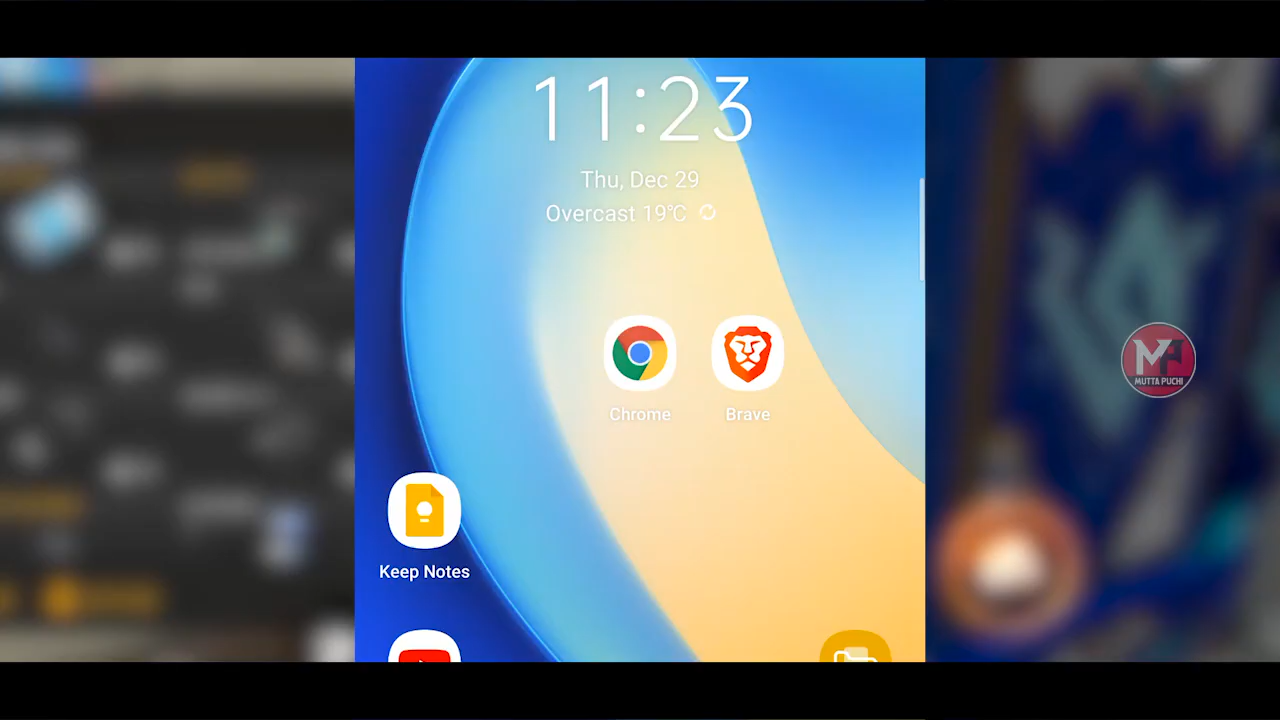 11:23
Thu, Dec 29
Overcast 19°C
Chrome
Brave
MUTTA PUCHI
Keep Notes